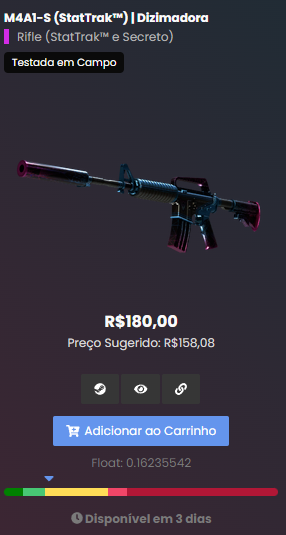 M4A1-S (StatTrak™) | Dizimadora
Rifle (StatTrak™ e Secreto)
Testada em Campo
R$180,00
Preço Sugerido: R$158,08
Adicionar ao Carrinho
Float: 0.16235542
Disponível em 3 dias